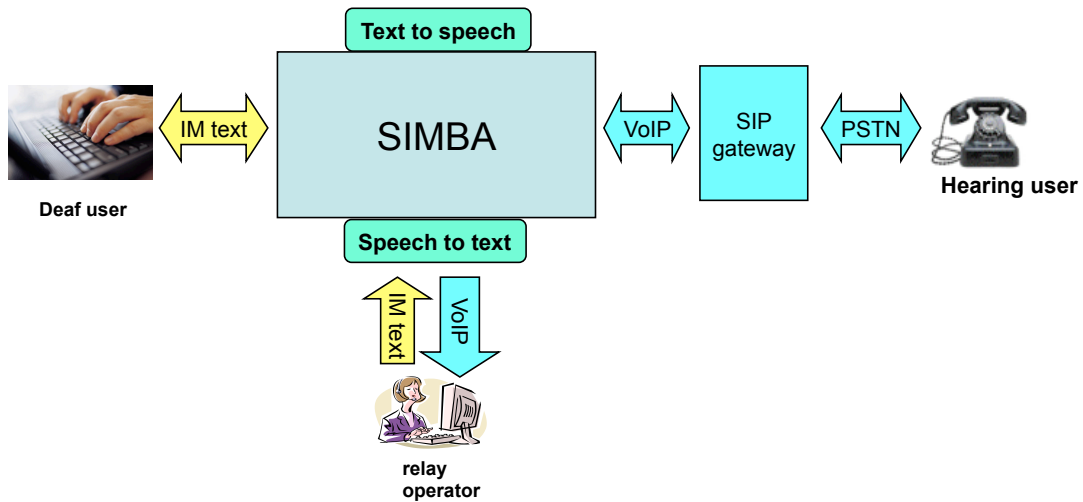 Text to speech
IM text
SIMBA
VoIP
SIP
gateway
PSTN
Deaf user
Hearing user
Speech to text
IM text
VoIP
relay
operator